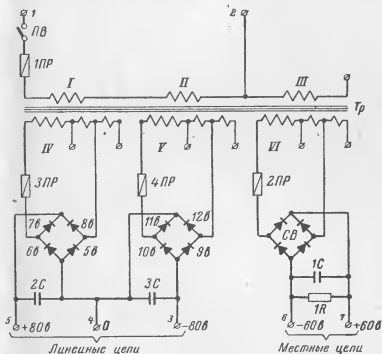 1 2
ПВ
1ПР
I II III
Тр
IV V VI
3ПР 4ПР 2ПР
7в 8в 11в 12в
6в 5в 10в 9в СВ
2С 3С 1С
1R
5 +80в 4 0 3 -80в 6 -60в 7 +60в
Линейные цепи Местные цепи